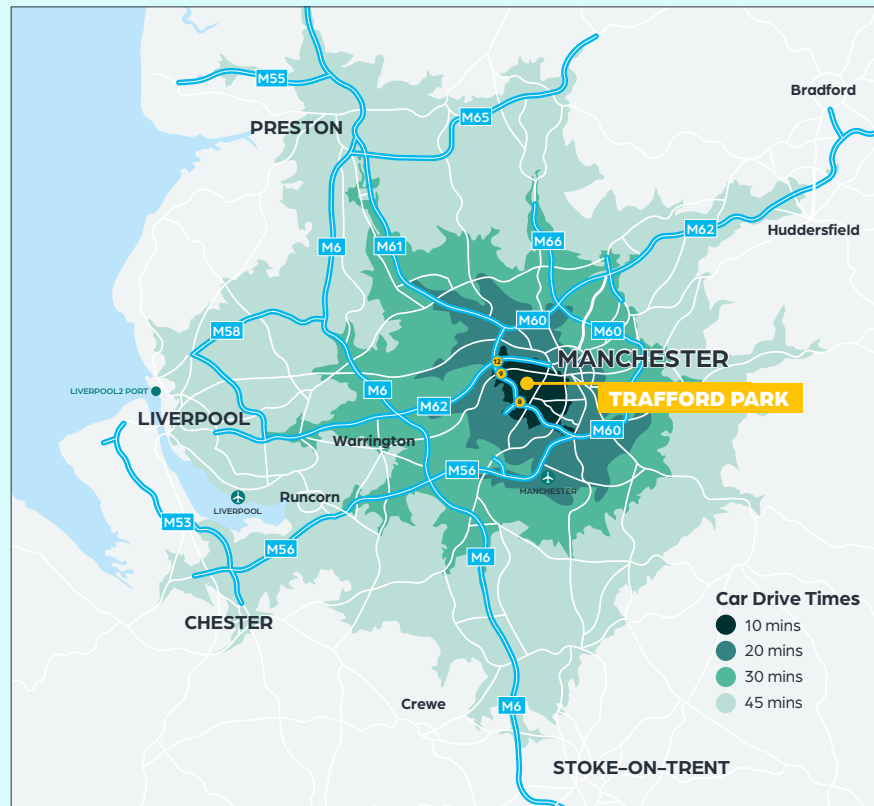 Bradford
M55
M65
PRESTON
M62
Huddersfield
M66
M6
M61
M60
M58
M60
MANCHESTER
12
9
TRAFFORD PARK
8
LIVERPOOL2 PORT
M6
M62
LIVERPOOL
M60
Warrington
M56
MANCHESTER
Runcorn
LIVERPOOL
M53
M56
M6
CHESTER
Car Drive Times
10 mins
20 mins
30 mins
45 mins
Crewe
M6
STOKE-ON-TRENT